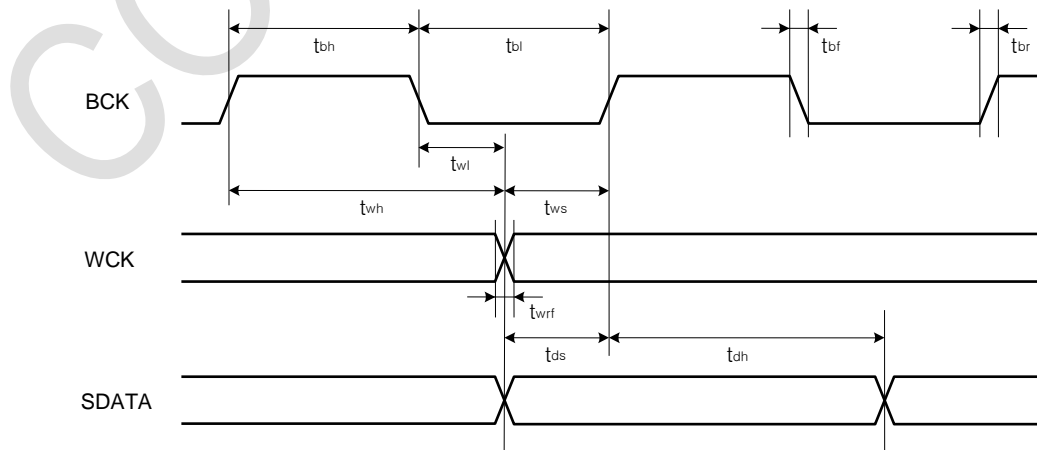 tbh tbl tbf tbr
BCK
twl
twh tws
WCK
twrf
tds tdh
SDATA